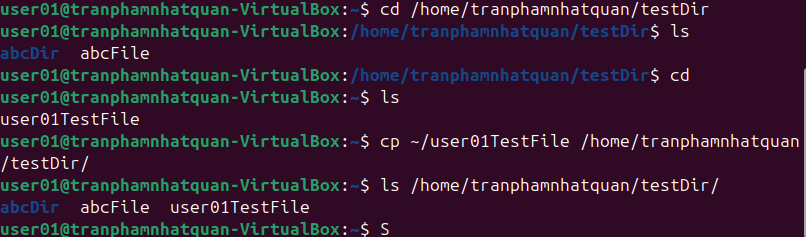 user01@tranphamnhatquan-VirtualBox:~$ cd /home/tranphamnhatquan/testDir
user01@tranphamnhatquan-VirtualBox:/home/tranphamnhatquan/testDir$ ls
abcDir  abcFile
user01@tranphamnhatquan-VirtualBox:/home/tranphamnhatquan/testDir$ cd
user01@tranphamnhatquan-VirtualBox:~$ ls
user01TestFile
user01@tranphamnhatquan-VirtualBox:~$ cp ~/user01TestFile /home/tranphamnhatquan
/testDir/
user01@tranphamnhatquan-VirtualBox:~$ ls /home/tranphamnhatquan/testDir/
abcDir  abcFile  user01TestFile
user01@tranphamnhatquan-VirtualBox:~$ S